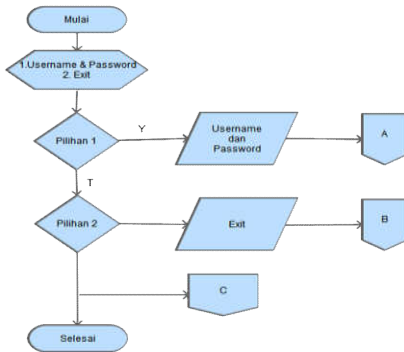 Mulai
1.Username & Password
2. Exit
Pilihan 1
Y
Username
dan
Password
A
T
Pilihan 2
Exit
B
C
Selesai